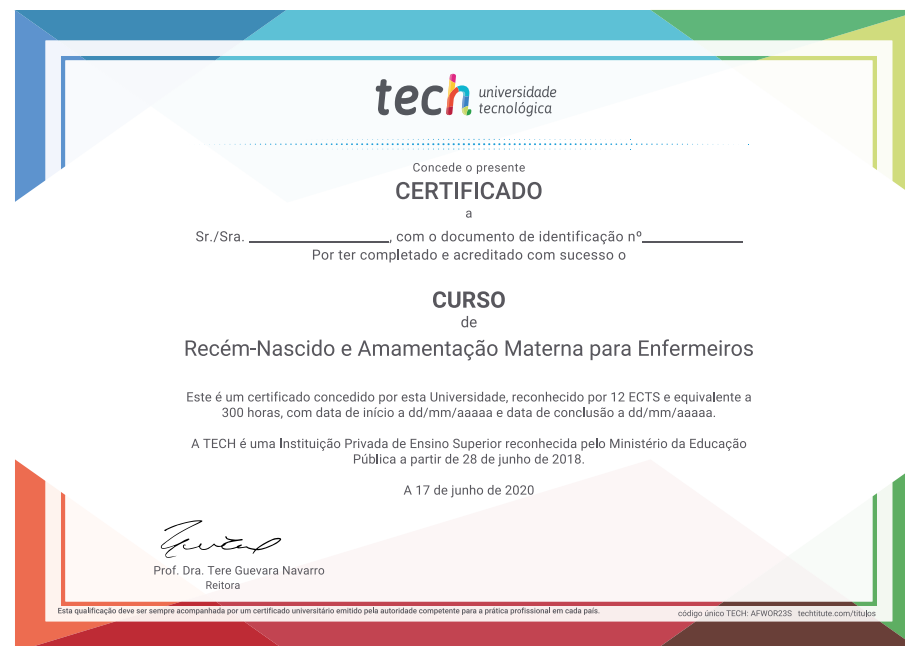 tech universidade
tecnológica
Concede o presente
CERTIFICADO
a
Sr./Sra. ________________, com o documento de identificação nº____________
Por ter completado e acreditado com sucesso o
CURSO
de
Recém-Nascido e Amamentação Materna para Enfermeiros
Este é um certificado concedido por esta Universidade, reconhecido por 12 ECTS e equivalente a
300 horas, com data de início a dd/mm/aaaaa e data de conclusão a dd/mm/aaaaa.
A TECH é uma Instituição Privada de Ensino Superior reconhecida pelo Ministério da Educação
Pública a partir de 28 de junho de 2018.
A 17 de junho de 2020
Prof. Dra. Tere Guevara Navarro
Reitora
Esta qualificação deve ser sempre acompanhada por um certificado universitário emitido pela autoridade competente para a prática profissional em cada país.
código único TECH: AFWOR23S techtitute.com/titulos